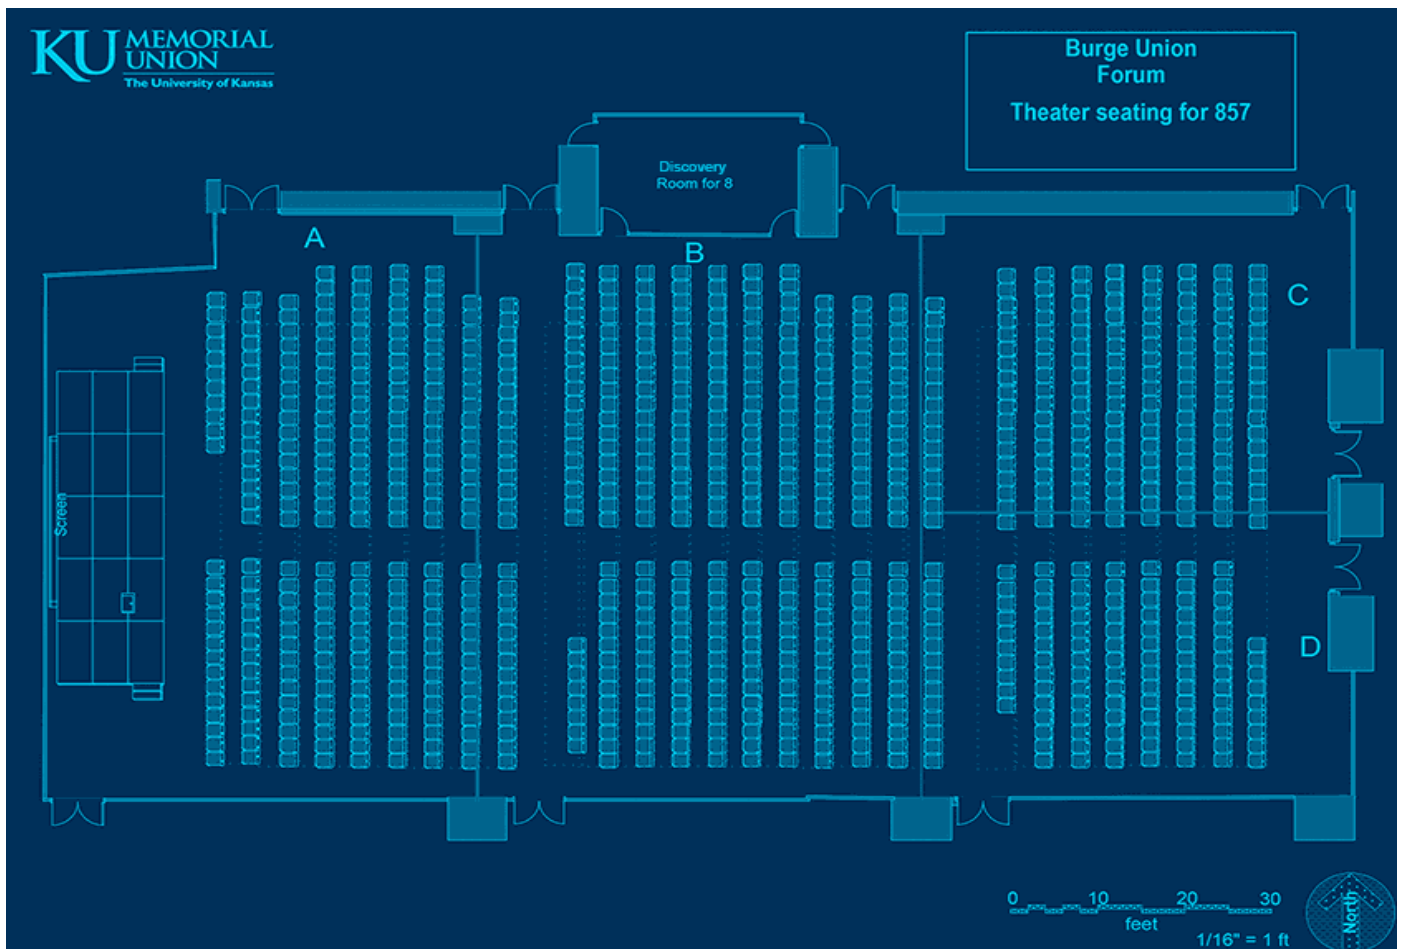 KU MEMORIAL
UNION
The University of Kansas
Burge Union
Forum
Theater seating for 857
Discovery
Room for 8
A
B
C
Screen
D
0 10 20 30
feet
1/16" = 1 ft
North